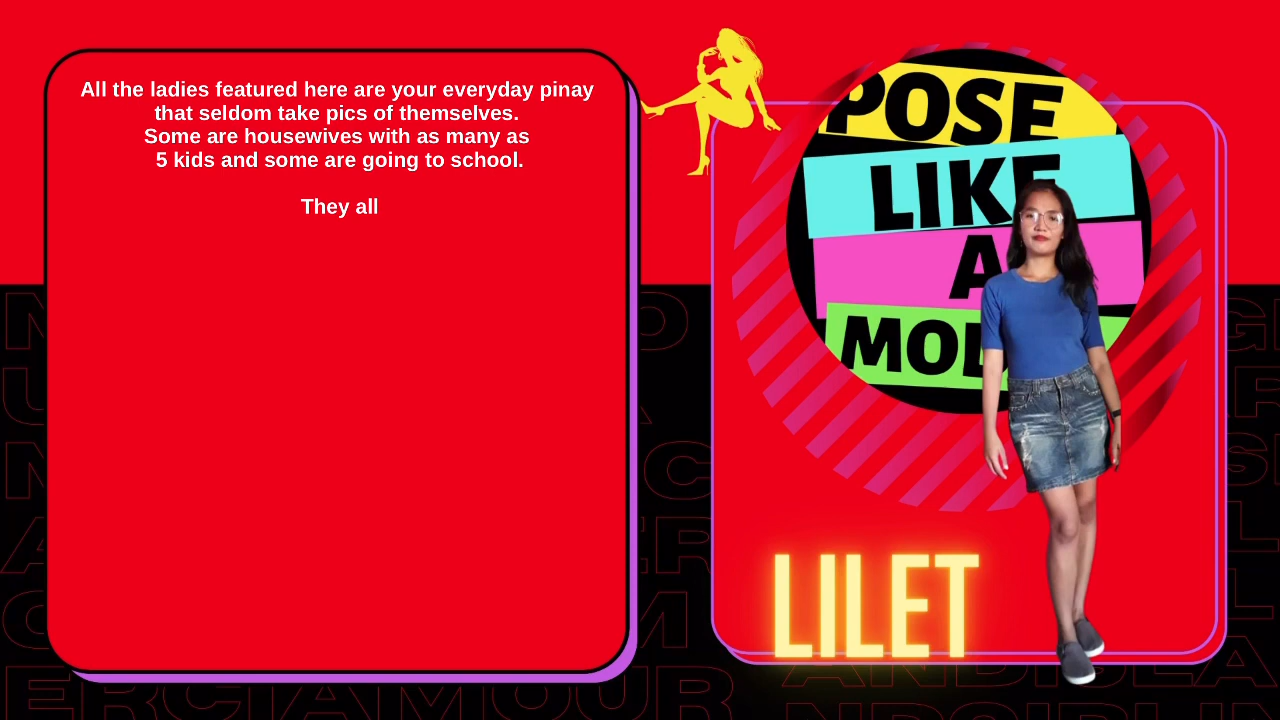 All the ladies featured here are your everyday pinay
that seldom take pics of themselves.
Some are housewives with as many as
5 kids and some are going to school.
They all
POSE
LIKE
A
MOD
LILET